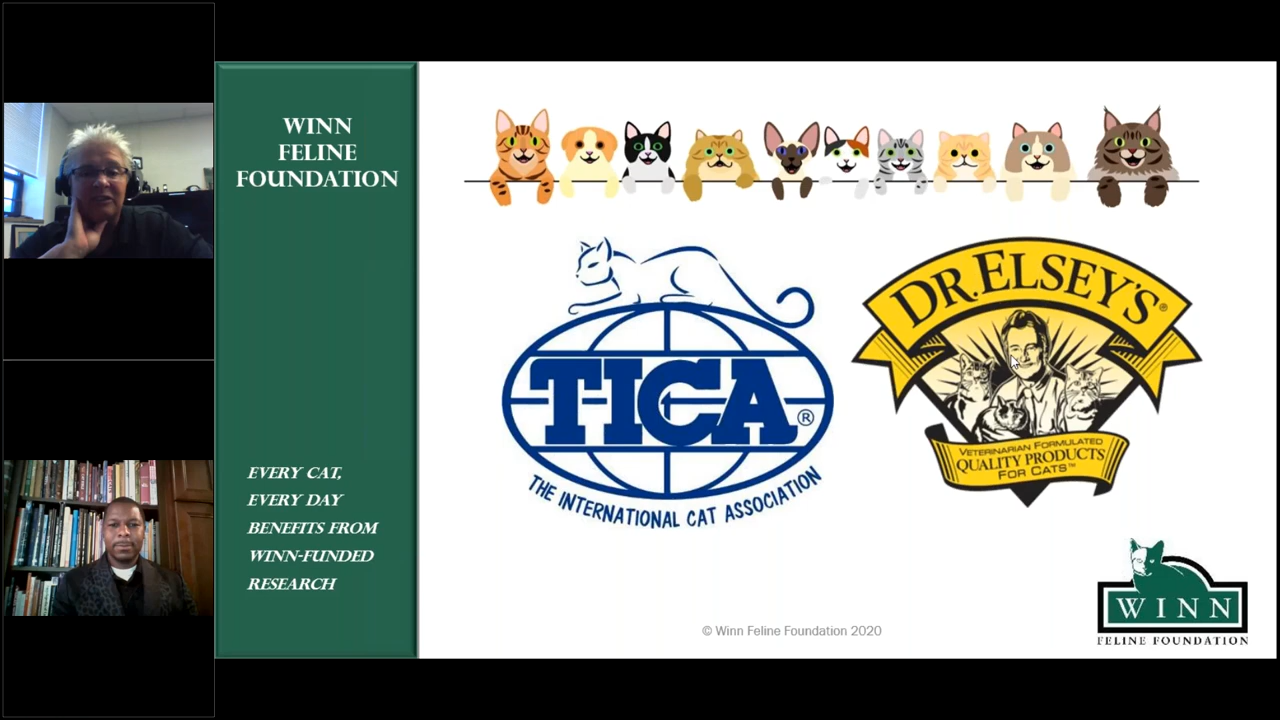 WINN
FELINE
FOUNDATION
EVERY CAT,
EVERY DAY
BENEFITS FROM
WINN-FUNDED
RESEARCH
TICA®
THE INTERNATIONAL CAT ASSOCIATION
DR. ELSEY'S®
VETERINARIAN FORMULATED
QUALITY PRODUCTS
FOR CATS™
© Winn Feline Foundation 2020
WINN
FELINE FOUNDATION